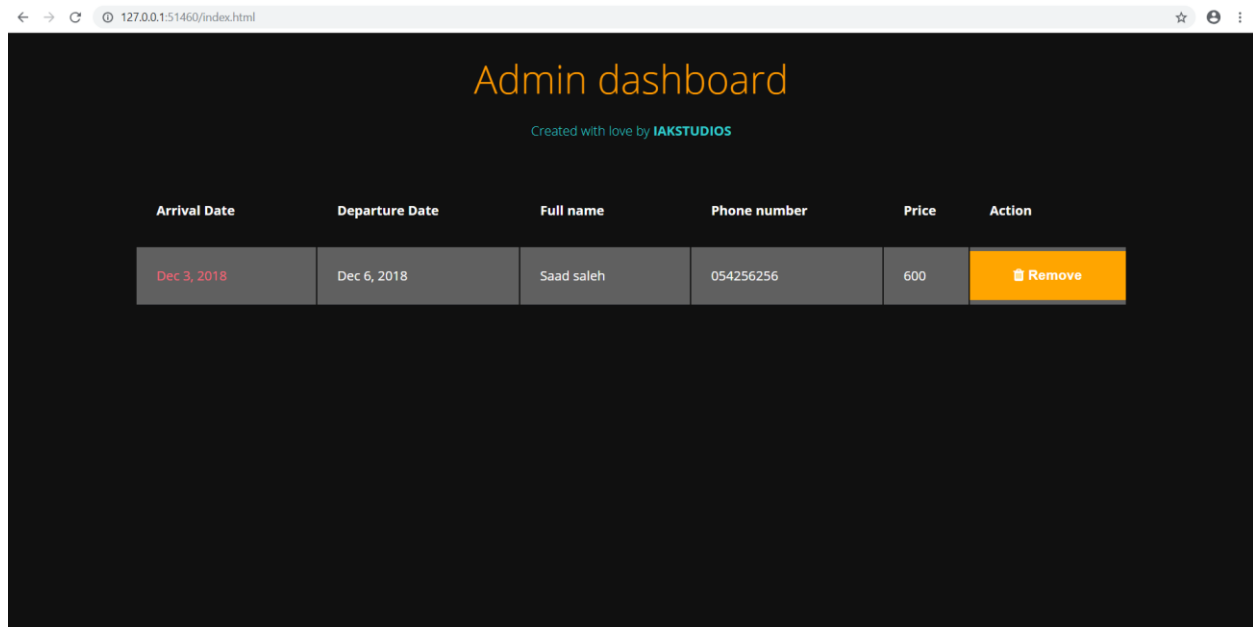 127.0.0.1:51460/index.html
Admin dashboard
Created with love by IAKSTUDIOS
Arrival Date Departure Date Full name Phone number Price Action
Dec 3, 2018 Dec 6, 2018 Saad saleh 054256256 600 Remove